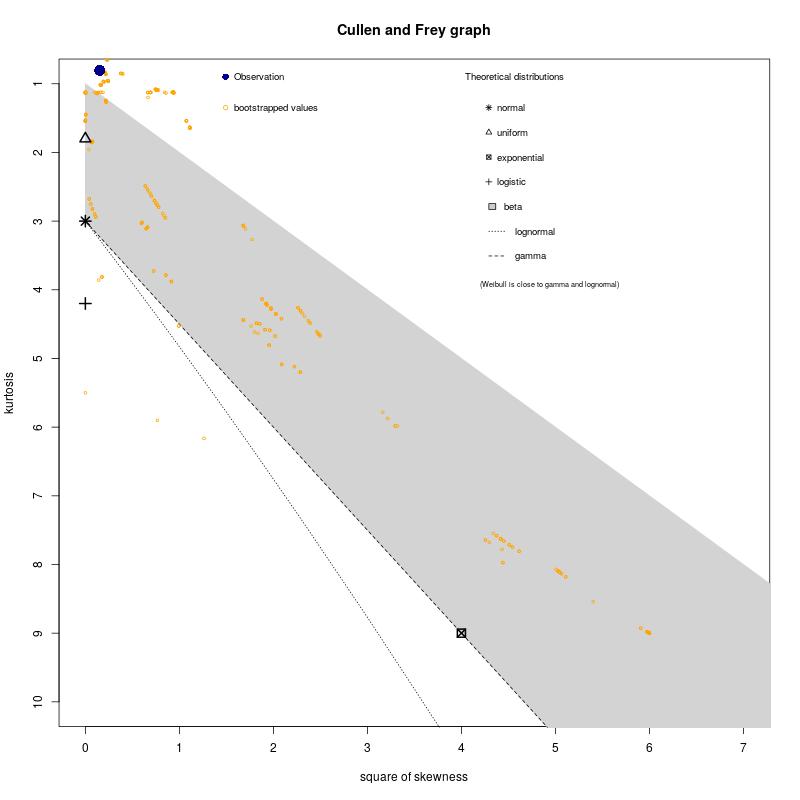 Cullen and Frey graph
Observation
bootstrapped values
Theoretical distributions
normal
uniform
exponential
logistic
beta
lognormal
gamma
(Weibull is close to gamma and lognormal)
kurtosis
1
2
3
4
5
6
7
8
9
10
0 1 2 3 4 5 6 7
square of skewness